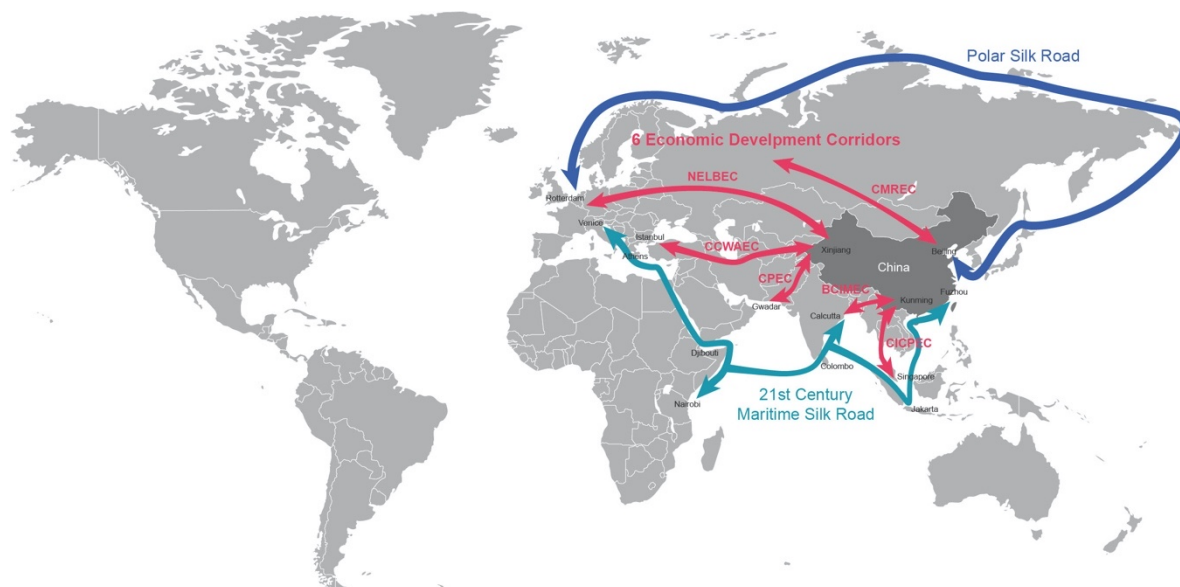 Polar Silk Road
6 Economic Develpment Corridors
NELBEC
CMREC
Rotterdam
Venice
Istanbul
Athens
CCWAEC
Xinjiang
Beijing
China
CPEC
BCIMEC
Fuzhou
Kunming
Gwadar
Calcutta
CICPEC
Djibouti
Colombo
Singapore
Nairobi
21st Century
Maritime Silk Road
Jakarta